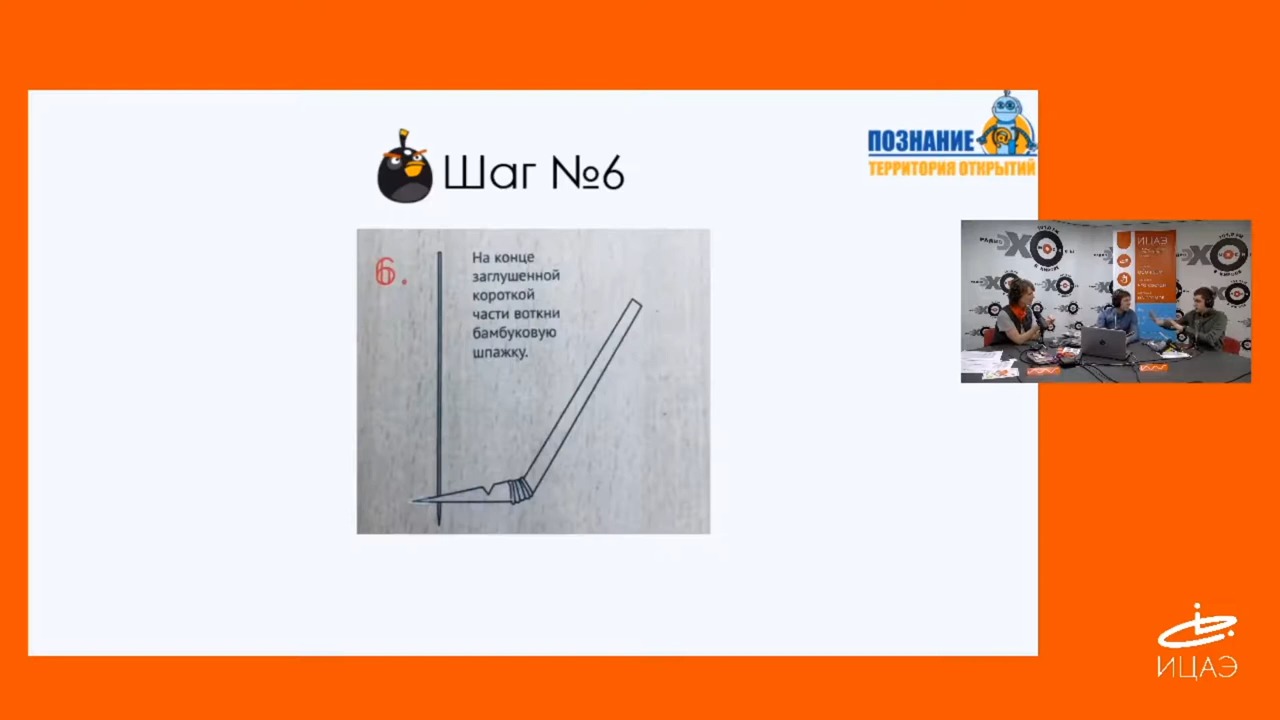 Шаг №6
ПОЗНАНИЕ
ТЕРРИТОРИЯ ОТКРЫТИЙ
6.
На конце
заглушенной
короткой
части воткни
бамбуковую
шпажку.
ИЦАЭ